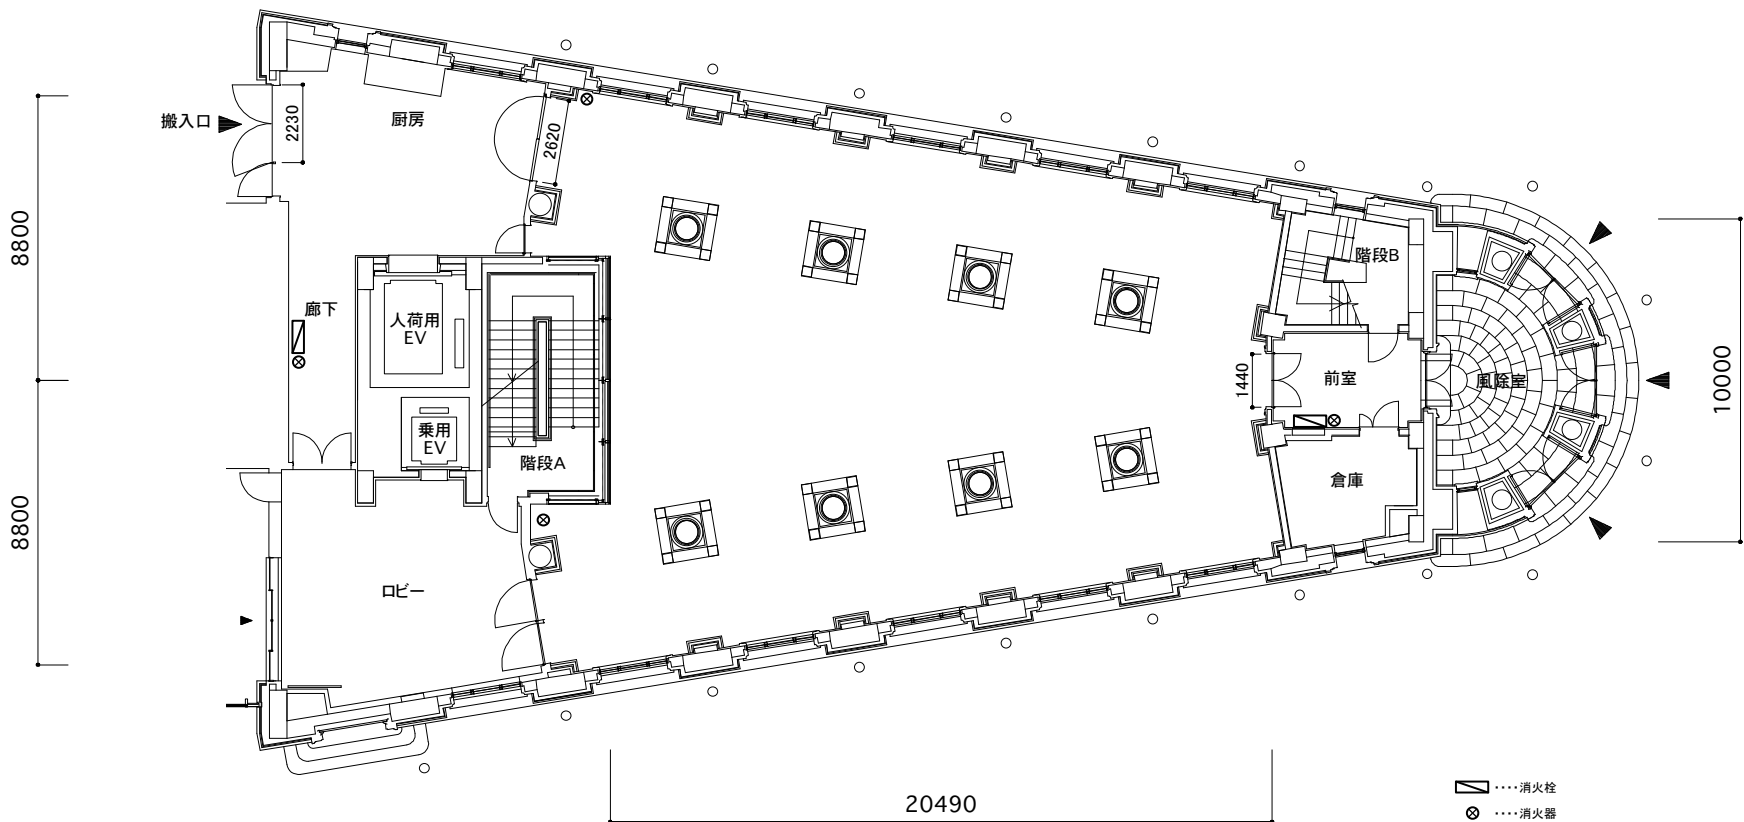 搬入口
2230
厨房
2620
8800
廊下
人荷用
EV
階段B
乗用
EV
階段A
1440
前室
風除室
10000
倉庫
8800
ロビー
20490
····消火栓
····消火器